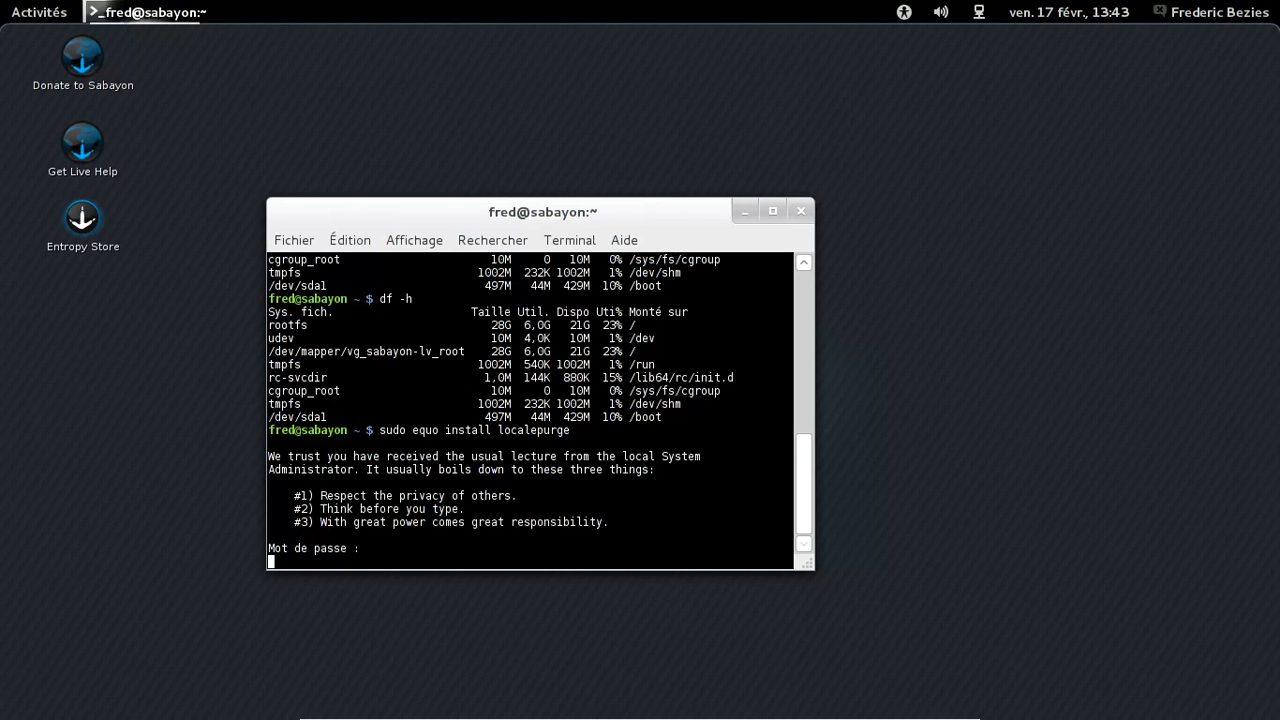 Activités
fred@sabayon:~
ven. 17 févr., 13:43
Frederic Bezies
Donate to Sabayon
Get Live Help
Entropy Store
fred@sabayon:~
Fichier Édition Affichage Rechercher Terminal Aide
cgroup_root 10M 0 10M 0% /sys/fs/cgroup
tmpfs 1002M 232K 1002M 1% /dev/shm
/dev/sda1 497M 44M 429M 10% /boot
fred@sabayon ~ $ df -h
Sys. fich. Taille Util. Dispo Uti% Monté sur
rootfs 28G 6,0G 21G 23% /
udev 10M 4,0K 10M 1% /dev
/dev/mapper/vg_sabayon-lv_root 28G 6,0G 21G 23% /
tmpfs 1002M 540K 1002M 1% /run
rc-svcdir 1,0M 144K 880K 15% /lib64/rc/init.d
cgroup_root 10M 0 10M 0% /sys/fs/cgroup
tmpfs 1002M 232K 1002M 1% /dev/shm
/dev/sda1 497M 44M 429M 10% /boot
fred@sabayon ~ $ sudo equo install localepurge
We trust you have received the usual lecture from the local System
Administrator. It usually boils down to these three things:
#1) Respect the privacy of others.
#2) Think before you type.
#3) With great power comes great responsibility.
Mot de passe :